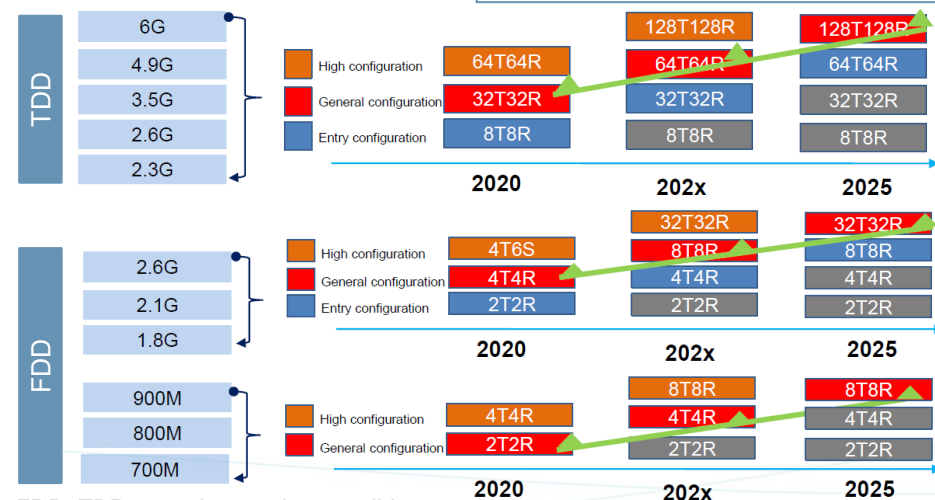 TDD
6G
4.9G
3.5G
2.6G
2.3G
High configuration
General configuration
Entry configuration
64T64R
32T32R
8T8R
128T128R
64T64R
32T32R
8T8R
128T128R
64T64R
32T32R
8T8R
2020
202x
2025
FDD
2.6G
2.1G
1.8G
High configuration
General configuration
Entry configuration
4T6S
4T4R
2T2R
32T32R
8T8R
4T4R
2T2R
32T32R
8T8R
4T4R
2T2R
2020
202x
2025
900M
800M
700M
High configuration
General configuration
4T4R
2T2R
8T8R
4T4R
2T2R
8T8R
4T4R
2T2R
2020
202x
2025